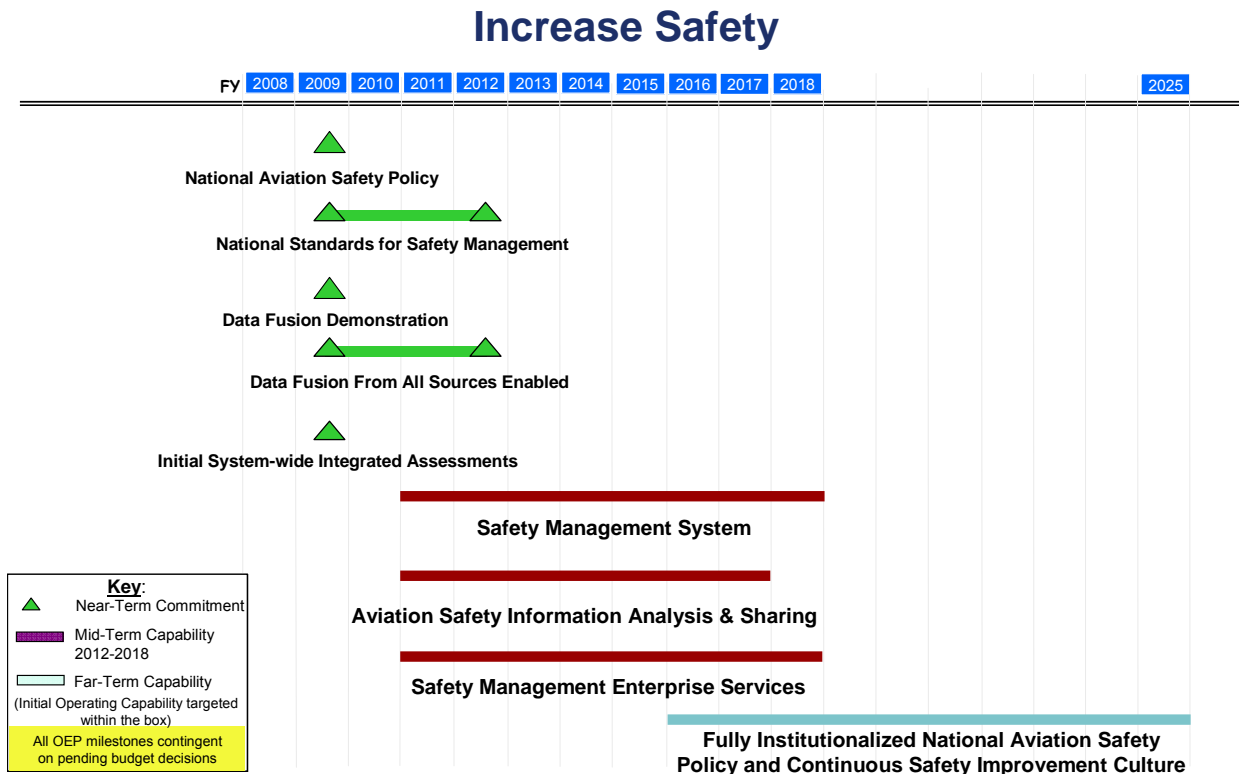 Increase Safety
FY 2008 2009 2010 2011 2012 2013 2014 2015 2016 2017 2018 2025
National Aviation Safety Policy
National Standards for Safety Management
Data Fusion Demonstration
Data Fusion From All Sources Enabled
Initial System-wide Integrated Assessments
Safety Management System
Aviation Safety Information Analysis & Sharing
Safety Management Enterprise Services
Fully Institutionalized National Aviation Safety
Policy and Continuous Safety Improvement Culture
Key:
Near-Term Commitment
Mid-Term Capability
2012-2018
Far-Term Capability
(Initial Operating Capability targeted
within the box)
All OEP milestones contingent
on pending budget decisions